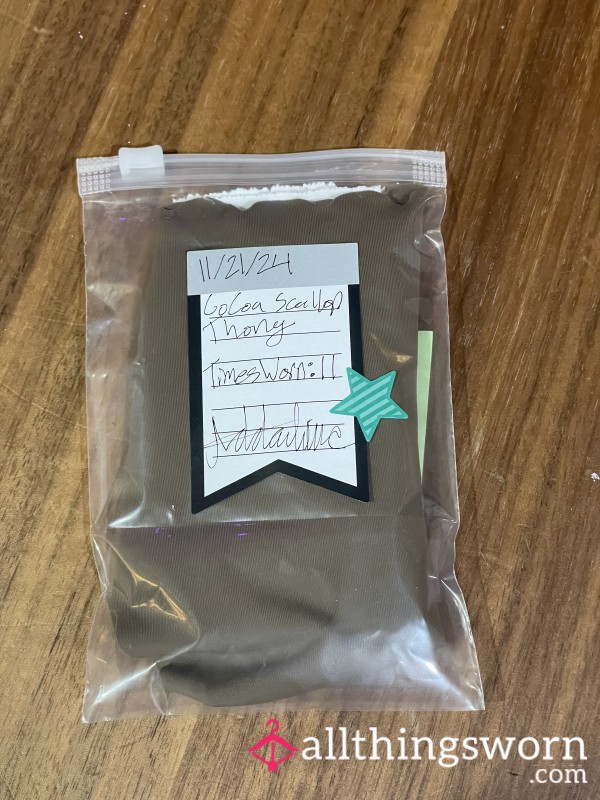 11/21/24
Cocoa Scallop
Thong
Times Worn: 11
allthingsworn
.com